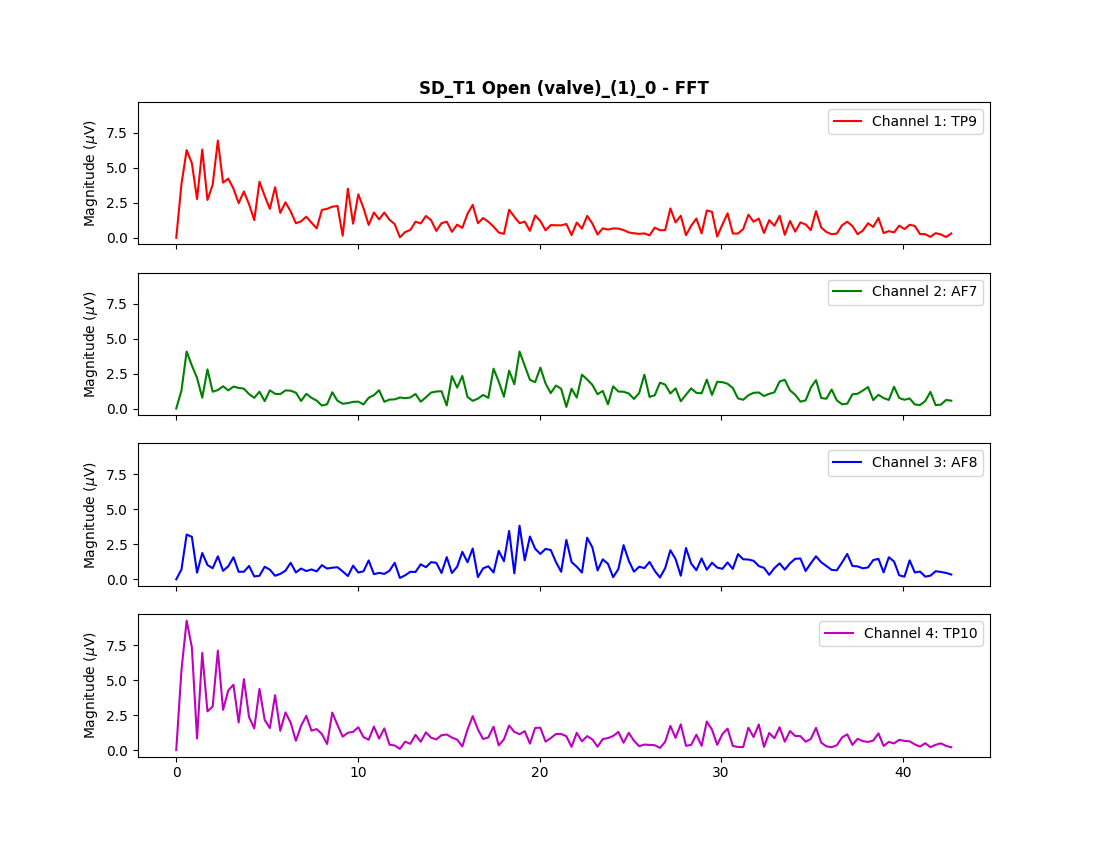 SD_T1 Open (valve)_(1)_0 - FFT
Magnitude (μV)
7.5
5.0
2.5
0.0
Channel 1: TP9
Magnitude (μV)
7.5
5.0
2.5
0.0
Channel 2: AF7
Magnitude (μV)
7.5
5.0
2.5
0.0
Channel 3: AF8
Magnitude (μV)
7.5
5.0
2.5
0.0
Channel 4: TP10
0 10 20 30 40